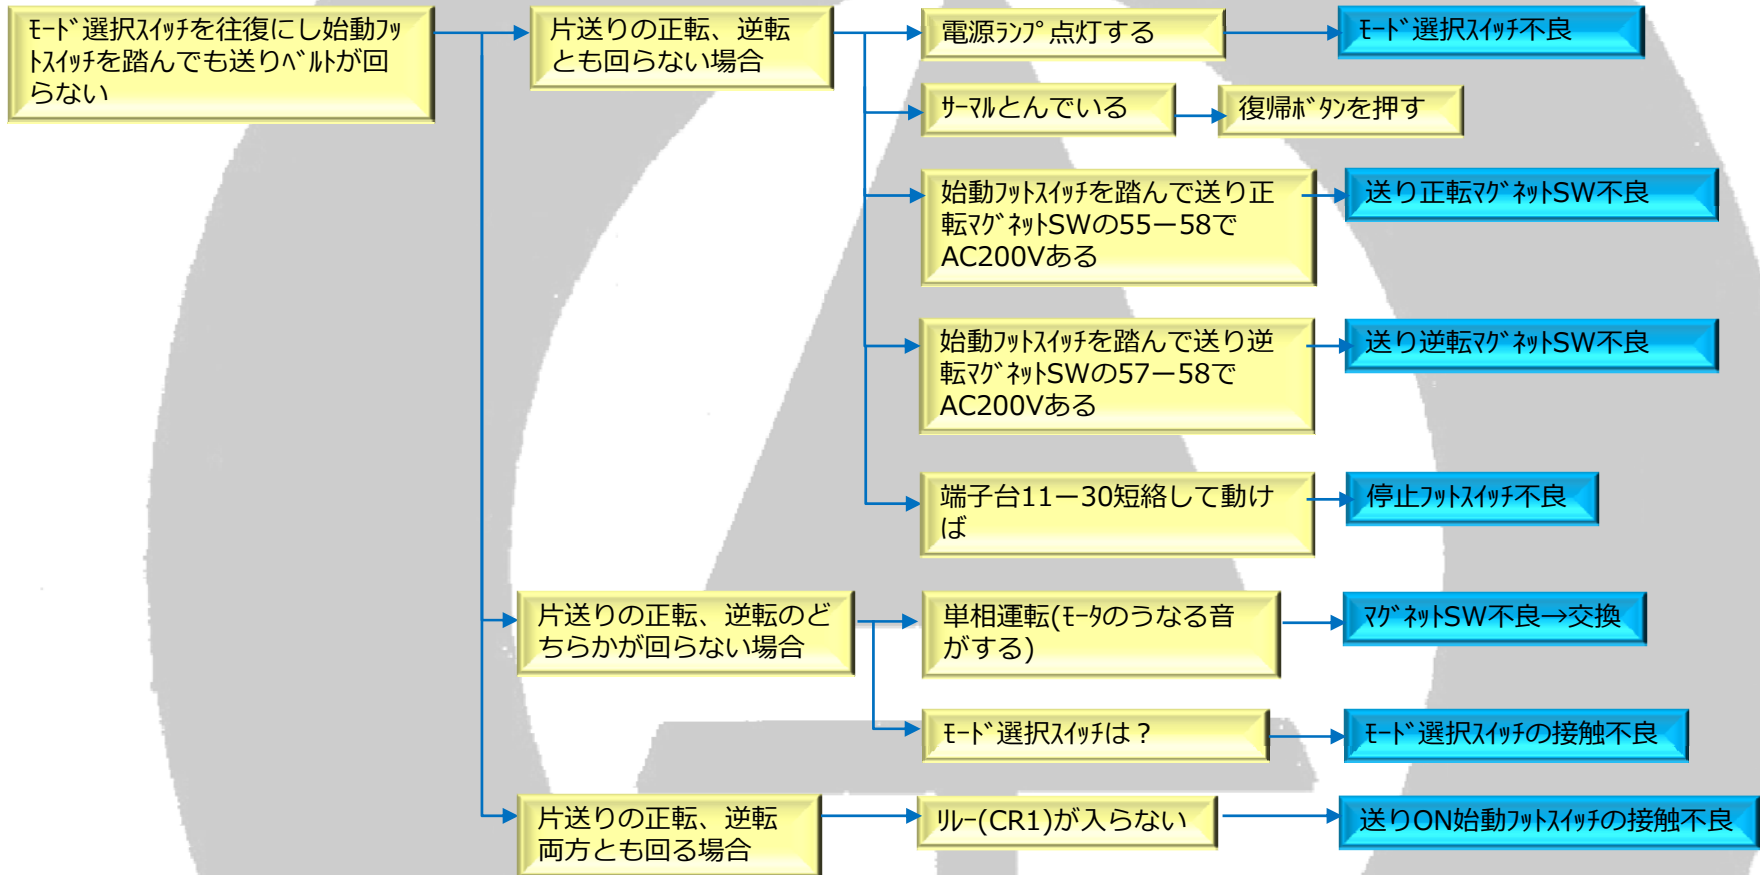 ﾓｰﾄﾞ選択ｽｲｯﾁを往復にし始動ﾌｯ
ﾄｽｲｯﾁを踏んでも送りﾍﾞﾙﾄが回
らない
片送りの正転、逆転
とも回らない場合
電源ﾗﾝﾌﾟ点灯する
ﾓｰﾄﾞ選択ｽｲｯﾁ不良
ｻｰﾏﾙとんでいる
復帰ﾎﾞﾀﾝを押す
始動ﾌｯﾄｽｲｯﾁを踏んで送り正
転ﾏｸﾞﾈｯﾄSWの55ー58で
AC200Vある
送り正転ﾏｸﾞﾈｯﾄSW不良
始動ﾌｯﾄｽｲｯﾁを踏んで送り逆
転ﾏｸﾞﾈｯﾄSWの57ー58で
AC200Vある
送り逆転ﾏｸﾞﾈｯﾄSW不良
端子台11ー30短絡して動け
ば
停止ﾌｯﾄｽｲｯﾁ不良
片送りの正転、逆転のど
ちらかが回らない場合
単相運転(ﾓｰﾀのうなる音
がする)
ﾏｸﾞﾈｯﾄSW不良→交換
ﾓｰﾄﾞ選択ｽｲｯﾁは？
ﾓｰﾄﾞ選択ｽｲｯﾁの接触不良
片送りの正転、逆転
両方とも回る場合
ﾘﾚｰ(CR1)が入らない
送りON始動ﾌｯﾄｽｲｯﾁの接触不良